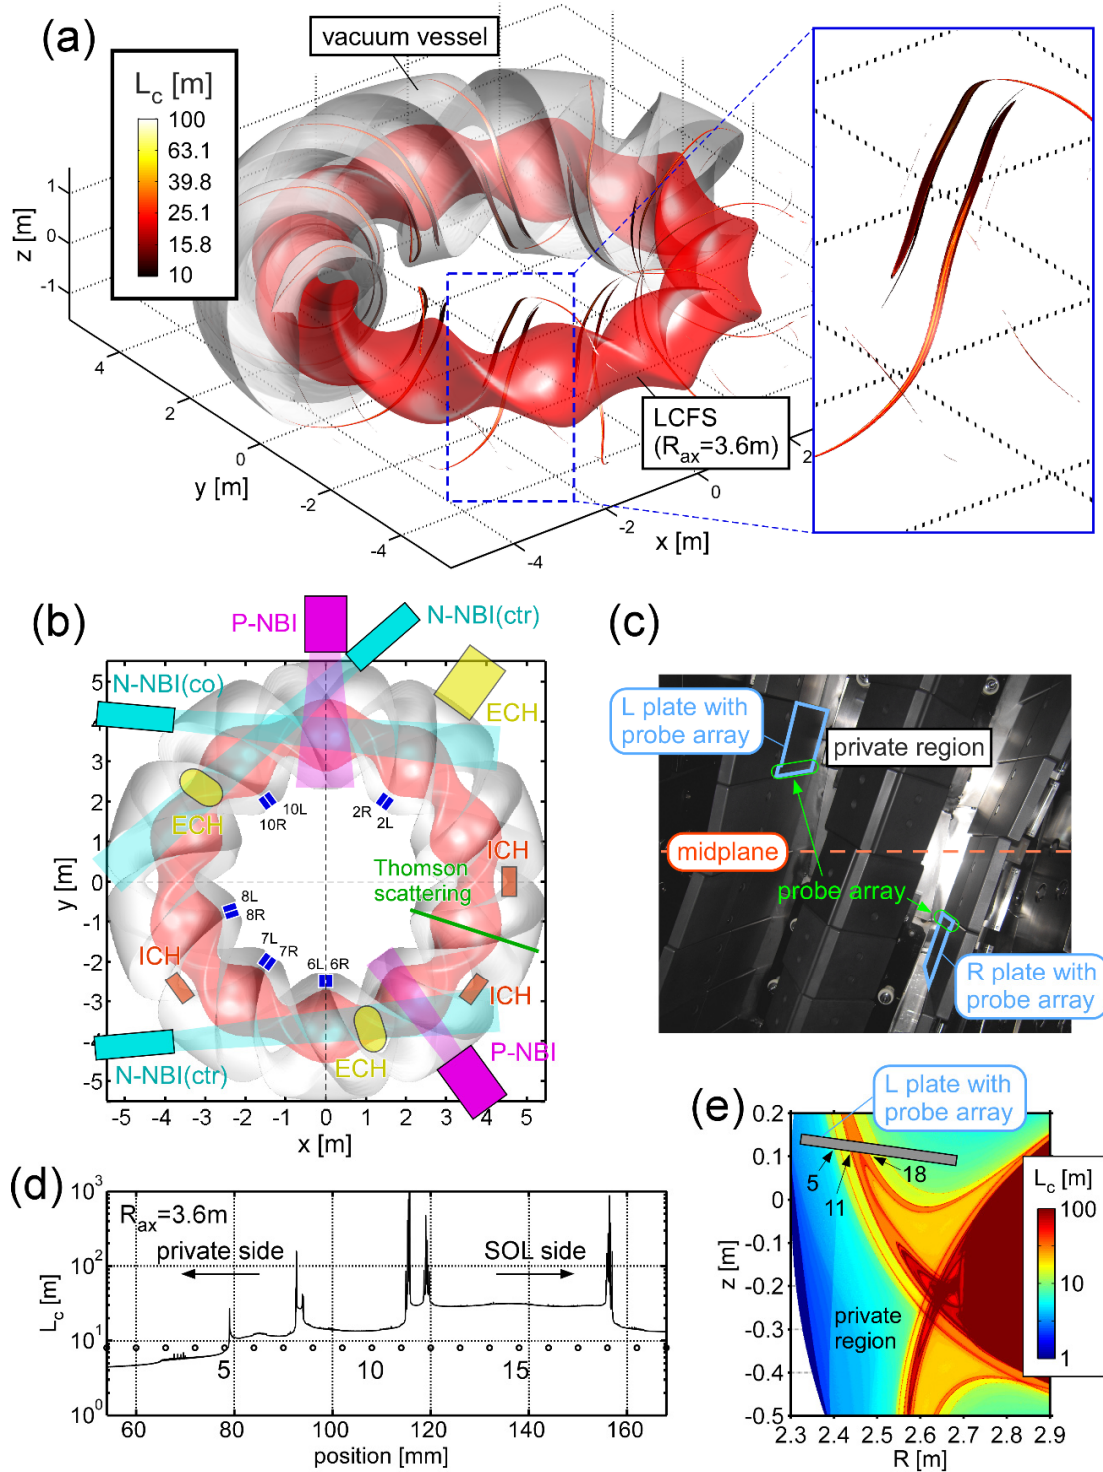 (a)
vacuum vessel
L_c [m]
100
63.1
39.8
25.1
15.8
10
z [m]
1
0
-1
4
2
0
-2
-4
y [m]
-4
-2
0
2
x [m]
LCFS
(R_ax=3.6m)
(b)
P-NBI
N-NBI(ctr)
N-NBI(co)
ECH
ECH
10L
10R
2R
2L
ICH
Thomson
scattering
8L
8R
7L
7R
6L
6R
ICH
ICH
P-NBI
ECH
N-NBI(ctr)
y [m]
5
4
3
2
1
0
-1
-2
-3
-4
-5
-5 -4 -3 -2 -1 0 1 2 3 4 5
x [m]
(c)
L plate with
probe array
private region
midplane
probe array
R plate with
probe array
(d)
R_ax=3.6m
private side
SOL side
L_c [m]
10^3
10^2
10^1
10^0
5
10
15
60 80 100 120 140 160
position [mm]
(e)
L plate with
probe array
5
11
18
private
region
z [m]
0.2
0.1
0
-0.1
-0.2
-0.3
-0.4
-0.5
2.3 2.4 2.5 2.6 2.7 2.8 2.9
R [m]
L_c [m]
100
10
1